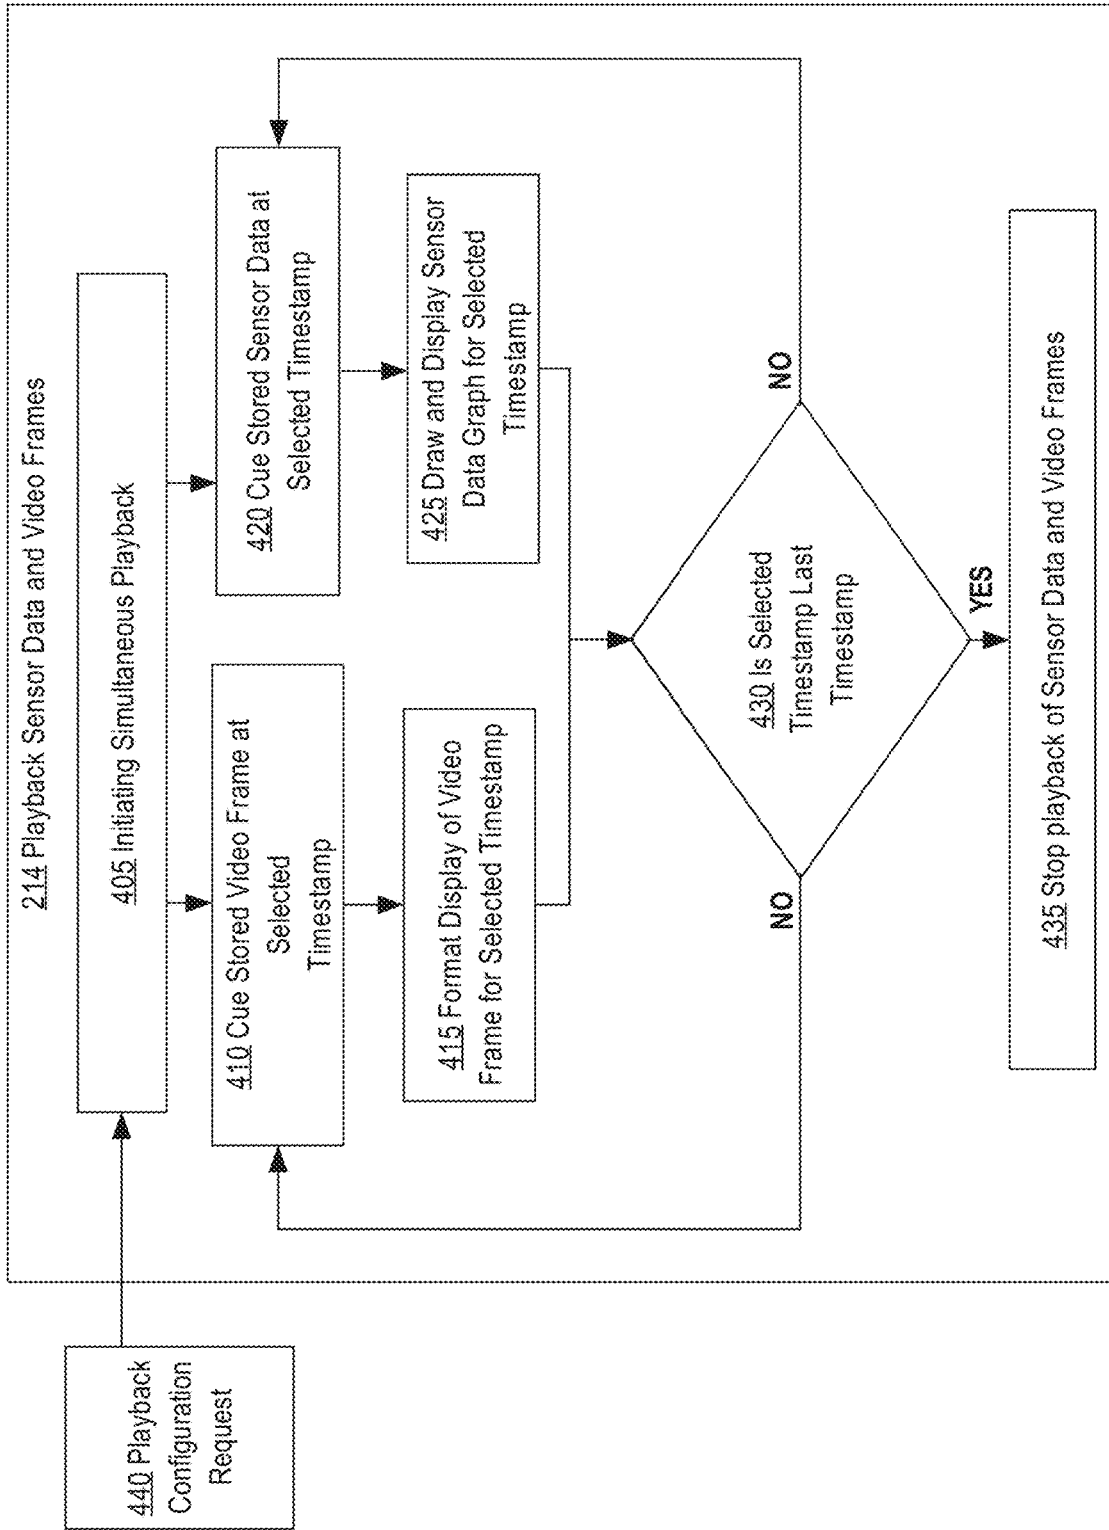 214 Playback Sensor Data and Video Frames
440 Playback
Configuration
Request
405 Initiating Simultaneous Playback
410 Cue Stored Video Frame at
Selected
Timestamp
420 Cue Stored Sensor Data at
Selected Timestamp
415 Format Display of Video
Frame for Selected Timestamp
425 Draw and Display Sensor
Data Graph for Selected
Timestamp
430 Is Selected
Timestamp Last
Timestamp
NO
NO
YES
435 Stop playback of Sensor Data and Video Frames